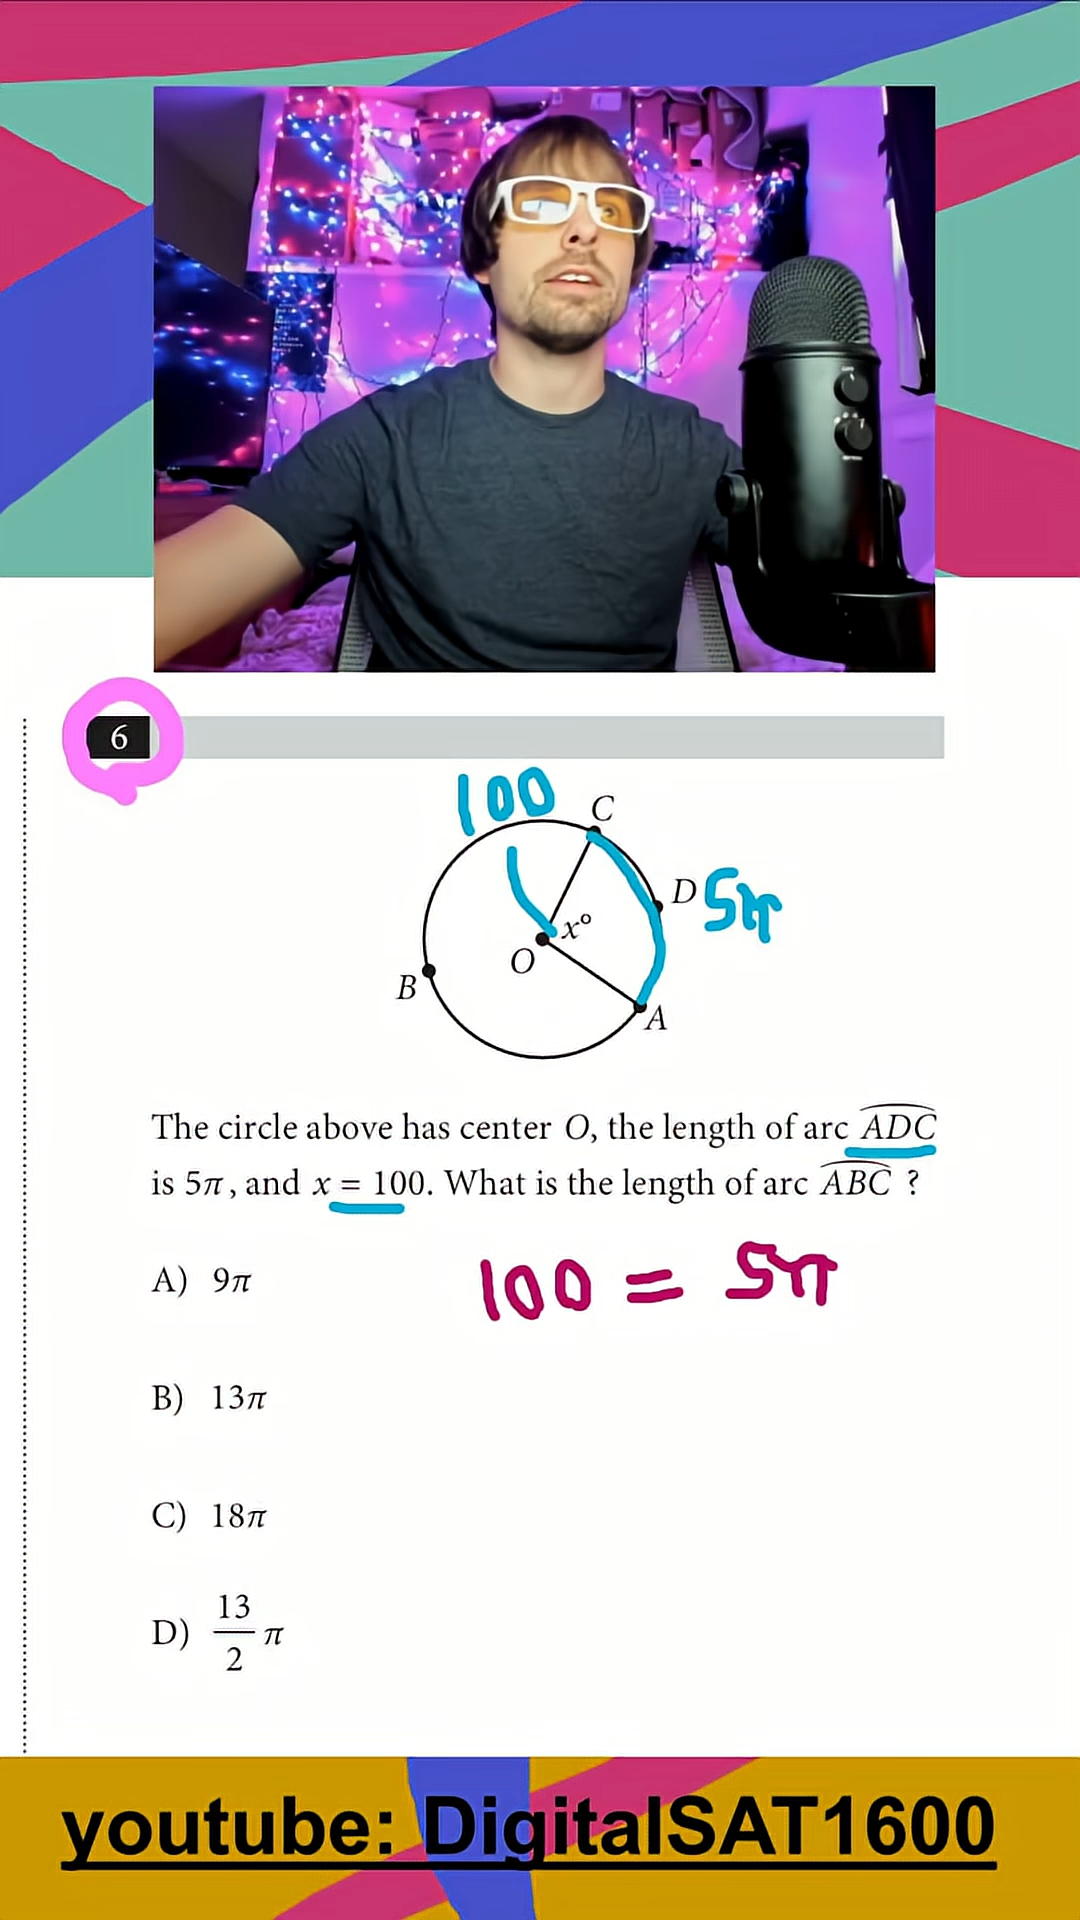 6
100
C
D 5π
x°
O
B
A
The circle above has center O, the length of arc ADC
is 5π, and x = 100. What is the length of arc ABC ?
A) 9π
100 = 5π
B) 13π
C) 18π
D) 13/2 π
youtube: DigitalSAT1600